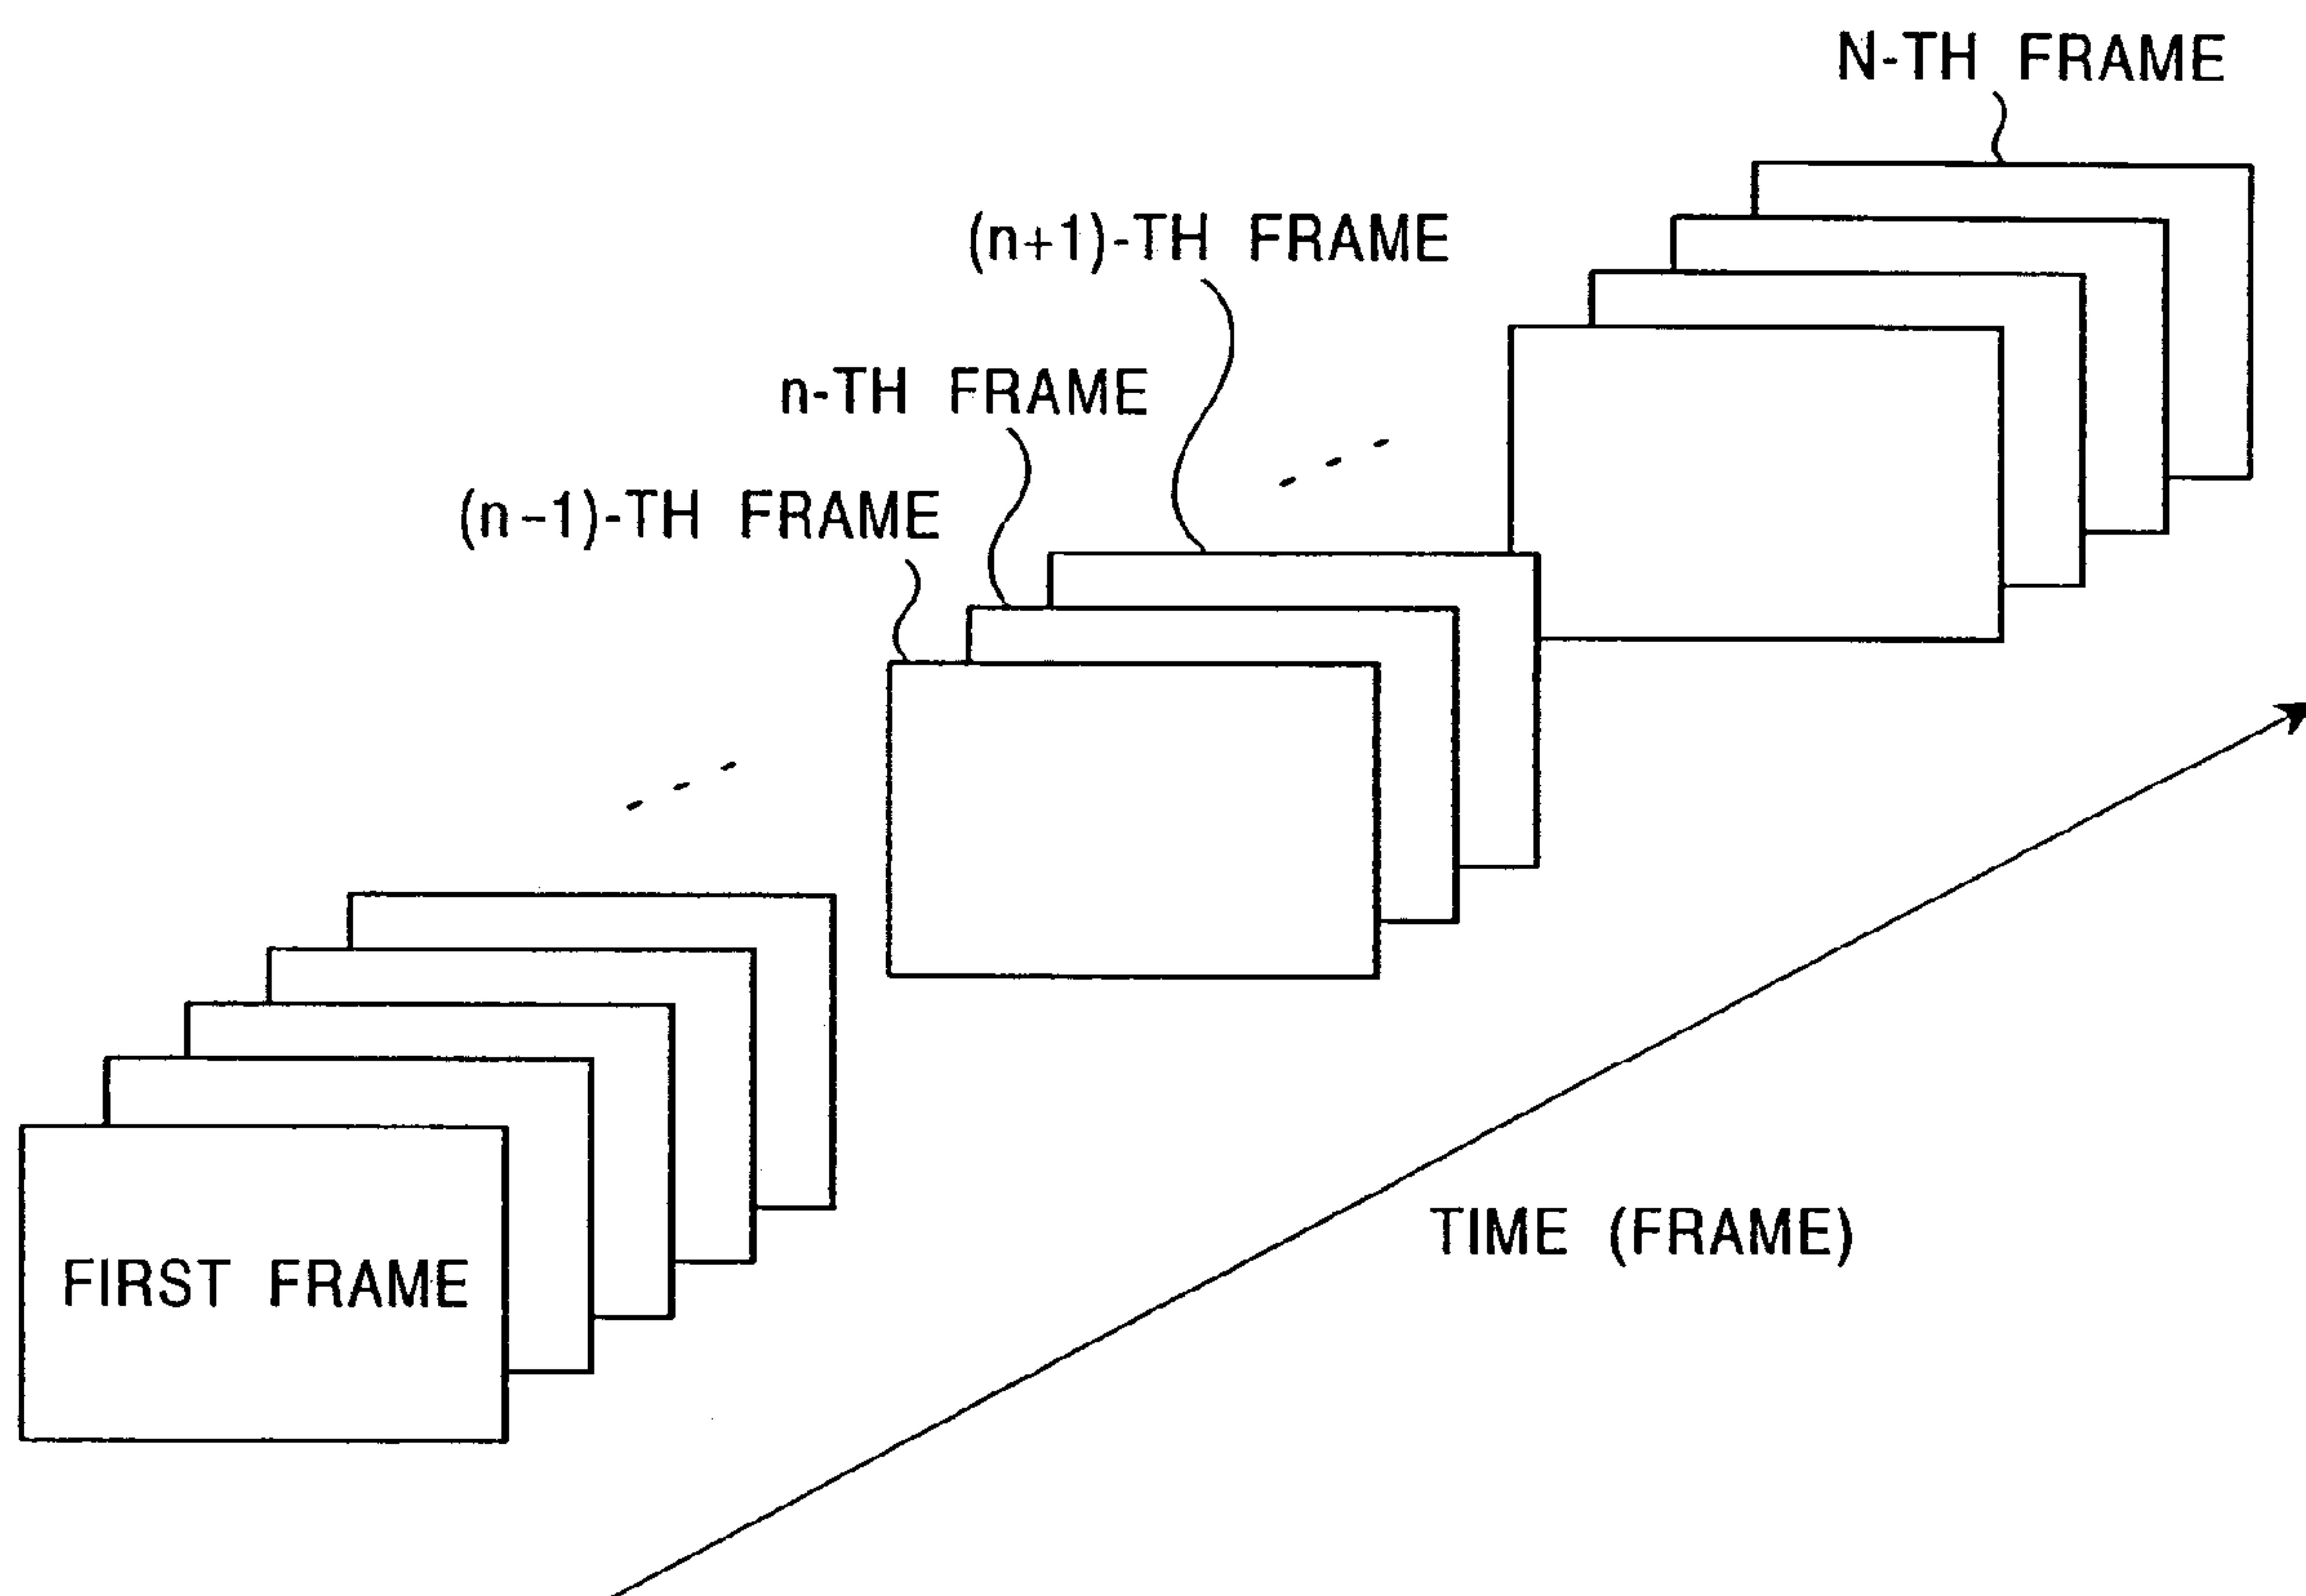 N-TH FRAME
(n+1)-TH FRAME
n-TH FRAME
(n-1)-TH FRAME
TIME (FRAME)
FIRST FRAME